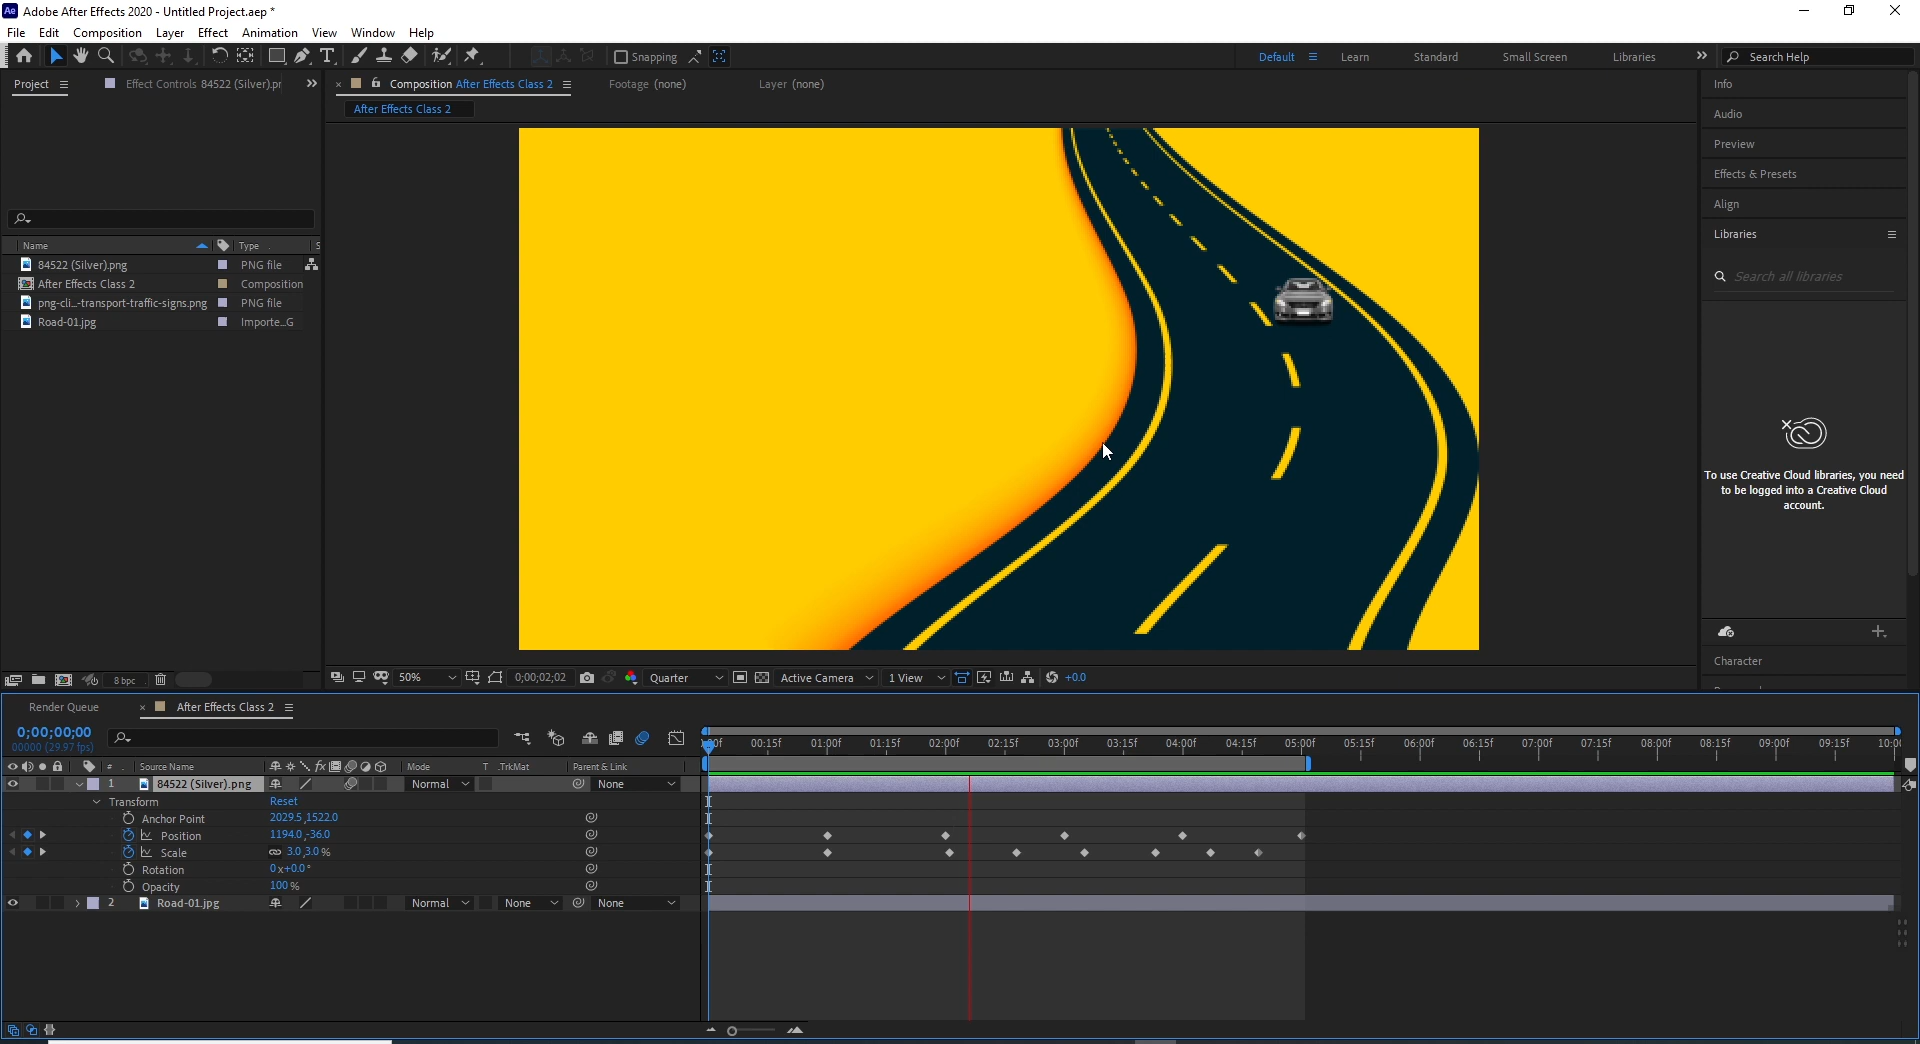 Ae Adobe After Effects 2020 - Untitled Project.aep *
File Edit Composition Layer Effect Animation View Window Help
Snapping Default Learn Standard Small Screen Libraries Search Help
Project Effect Controls 84522 (Silver).pr
Composition After Effects Class 2 Footage (none) Layer (none)
After Effects Class 2
Name Type S
84522 (Silver).png PNG file
After Effects Class 2 Composition
png-cli...-transport-traffic-signs.png PNG file
Road-01.jpg Importe...G
8 bpc
50% 0;00;02;02 Quarter Active Camera 1 View +0.0
Info
Audio
Preview
Effects & Presets
Align
Libraries
Search all libraries
To use Creative Cloud libraries, you need
to be logged into a Creative Cloud
account.
Character
Render Queue After Effects Class 2
0;00;00;00
00000 (29.97 fps)
00f 00:15f 01:00f 01:15f 02:00f 02:15f 03:00f 03:15f 04:00f 04:15f 05:00f 05:15f 06:00f 06:15f 07:00f 07:15f 08:00f 08:15f 09:00f 09:15f 10:00
# Source Name Mode T .TrkMat Parent & Link
1 84522 (Silver).png Normal None
Transform Reset
Anchor Point 2029.5,1522.0
Position 1194.0,-36.0
Scale 3.0,3.0 %
Rotation 0x+0.0°
Opacity 100 %
2 Road-01.jpg Normal None None